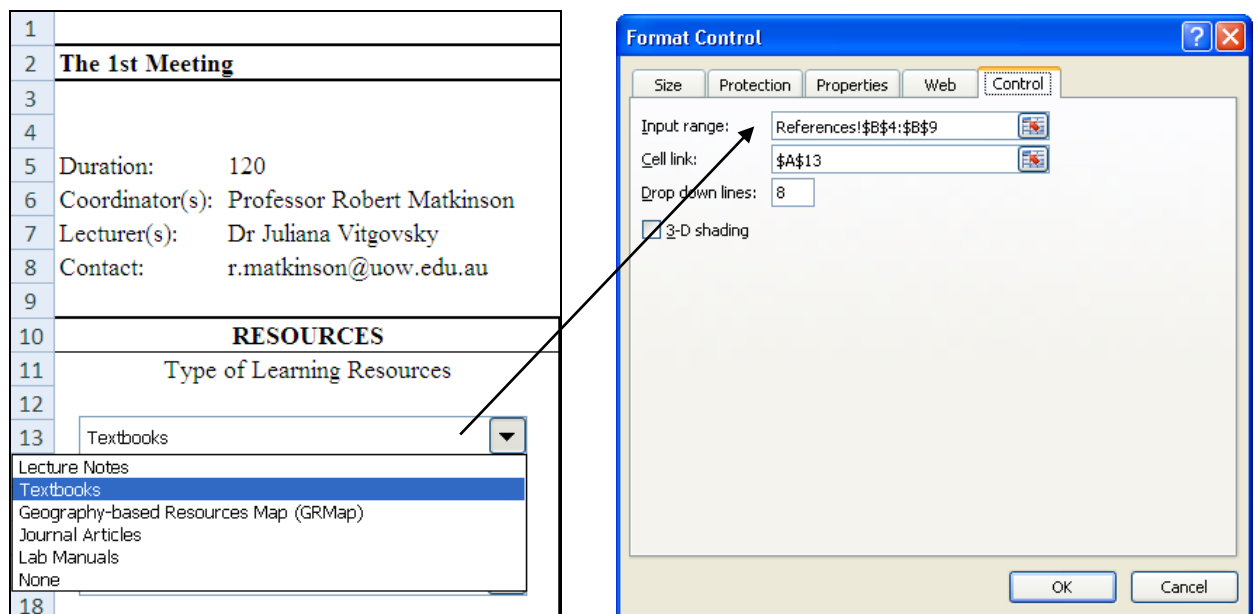 1
2 The 1st Meeting
3
4
5 Duration: 120
6 Coordinator(s): Professor Robert Matkinson
7 Lecturer(s): Dr Juliana Vitgovsky
8 Contact: r.matkinson@uow.edu.au
9
10 RESOURCES
11 Type of Learning Resources
12
13 Textbooks
Lecture Notes
Textbooks
Geography-based Resources Map (GRMap)
Journal Articles
Lab Manuals
None
18
Format Control
Size Protection Properties Web Control
Input range: References!$B$4:$B$9
Cell link: $A$13
Drop down lines: 8
3-D shading
OK Cancel